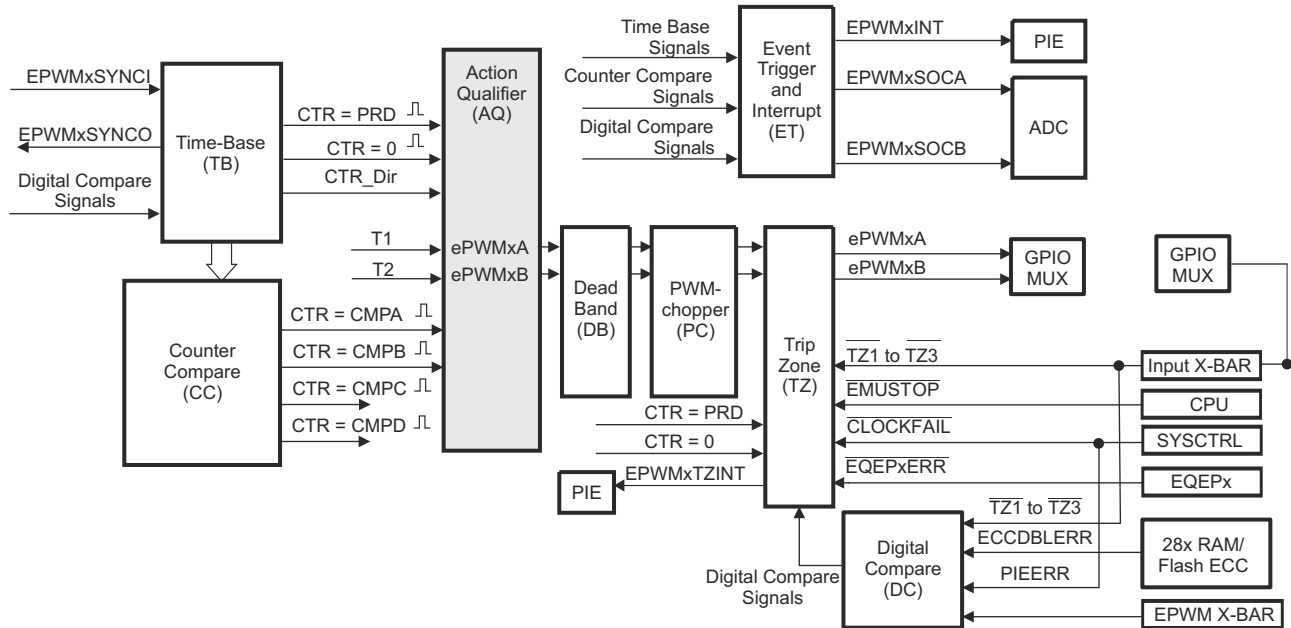 EPWMxSYNCI
EPWMxSYNCO
Digital Compare
Signals
Time-Base
(TB)
CTR = PRD
CTR = 0
CTR_Dir
T1
T2
Counter
Compare
(CC)
CTR = CMPA
CTR = CMPB
CTR = CMPC
CTR = CMPD
Action
Qualifier
(AQ)
ePWMxA
ePWMxB
Time Base
Signals
Counter Compare
Signals
Digital Compare
Signals
Event
Trigger
and
Interrupt
(ET)
EPWMxINT
EPWMxSOCA
EPWMxSOCB
PIE
ADC
Dead
Band
(DB)
PWM-
chopper
(PC)
CTR = PRD
CTR = 0
EPWMxTZINT
PIE
Trip
Zone
(TZ)
ePWMxA
ePWMxB
GPIO
MUX
GPIO
MUX
TZ1 to TZ3
Input X-BAR
EMUSTOP
CPU
CLOCKFAIL
SYSCTRL
EQEPxERR
EQEPx
TZ1 to TZ3
ECCDBLERR
28x RAM/
Flash ECC
PIEERR
EPWM X-BAR
Digital
Compare
(DC)
Digital Compare
Signals